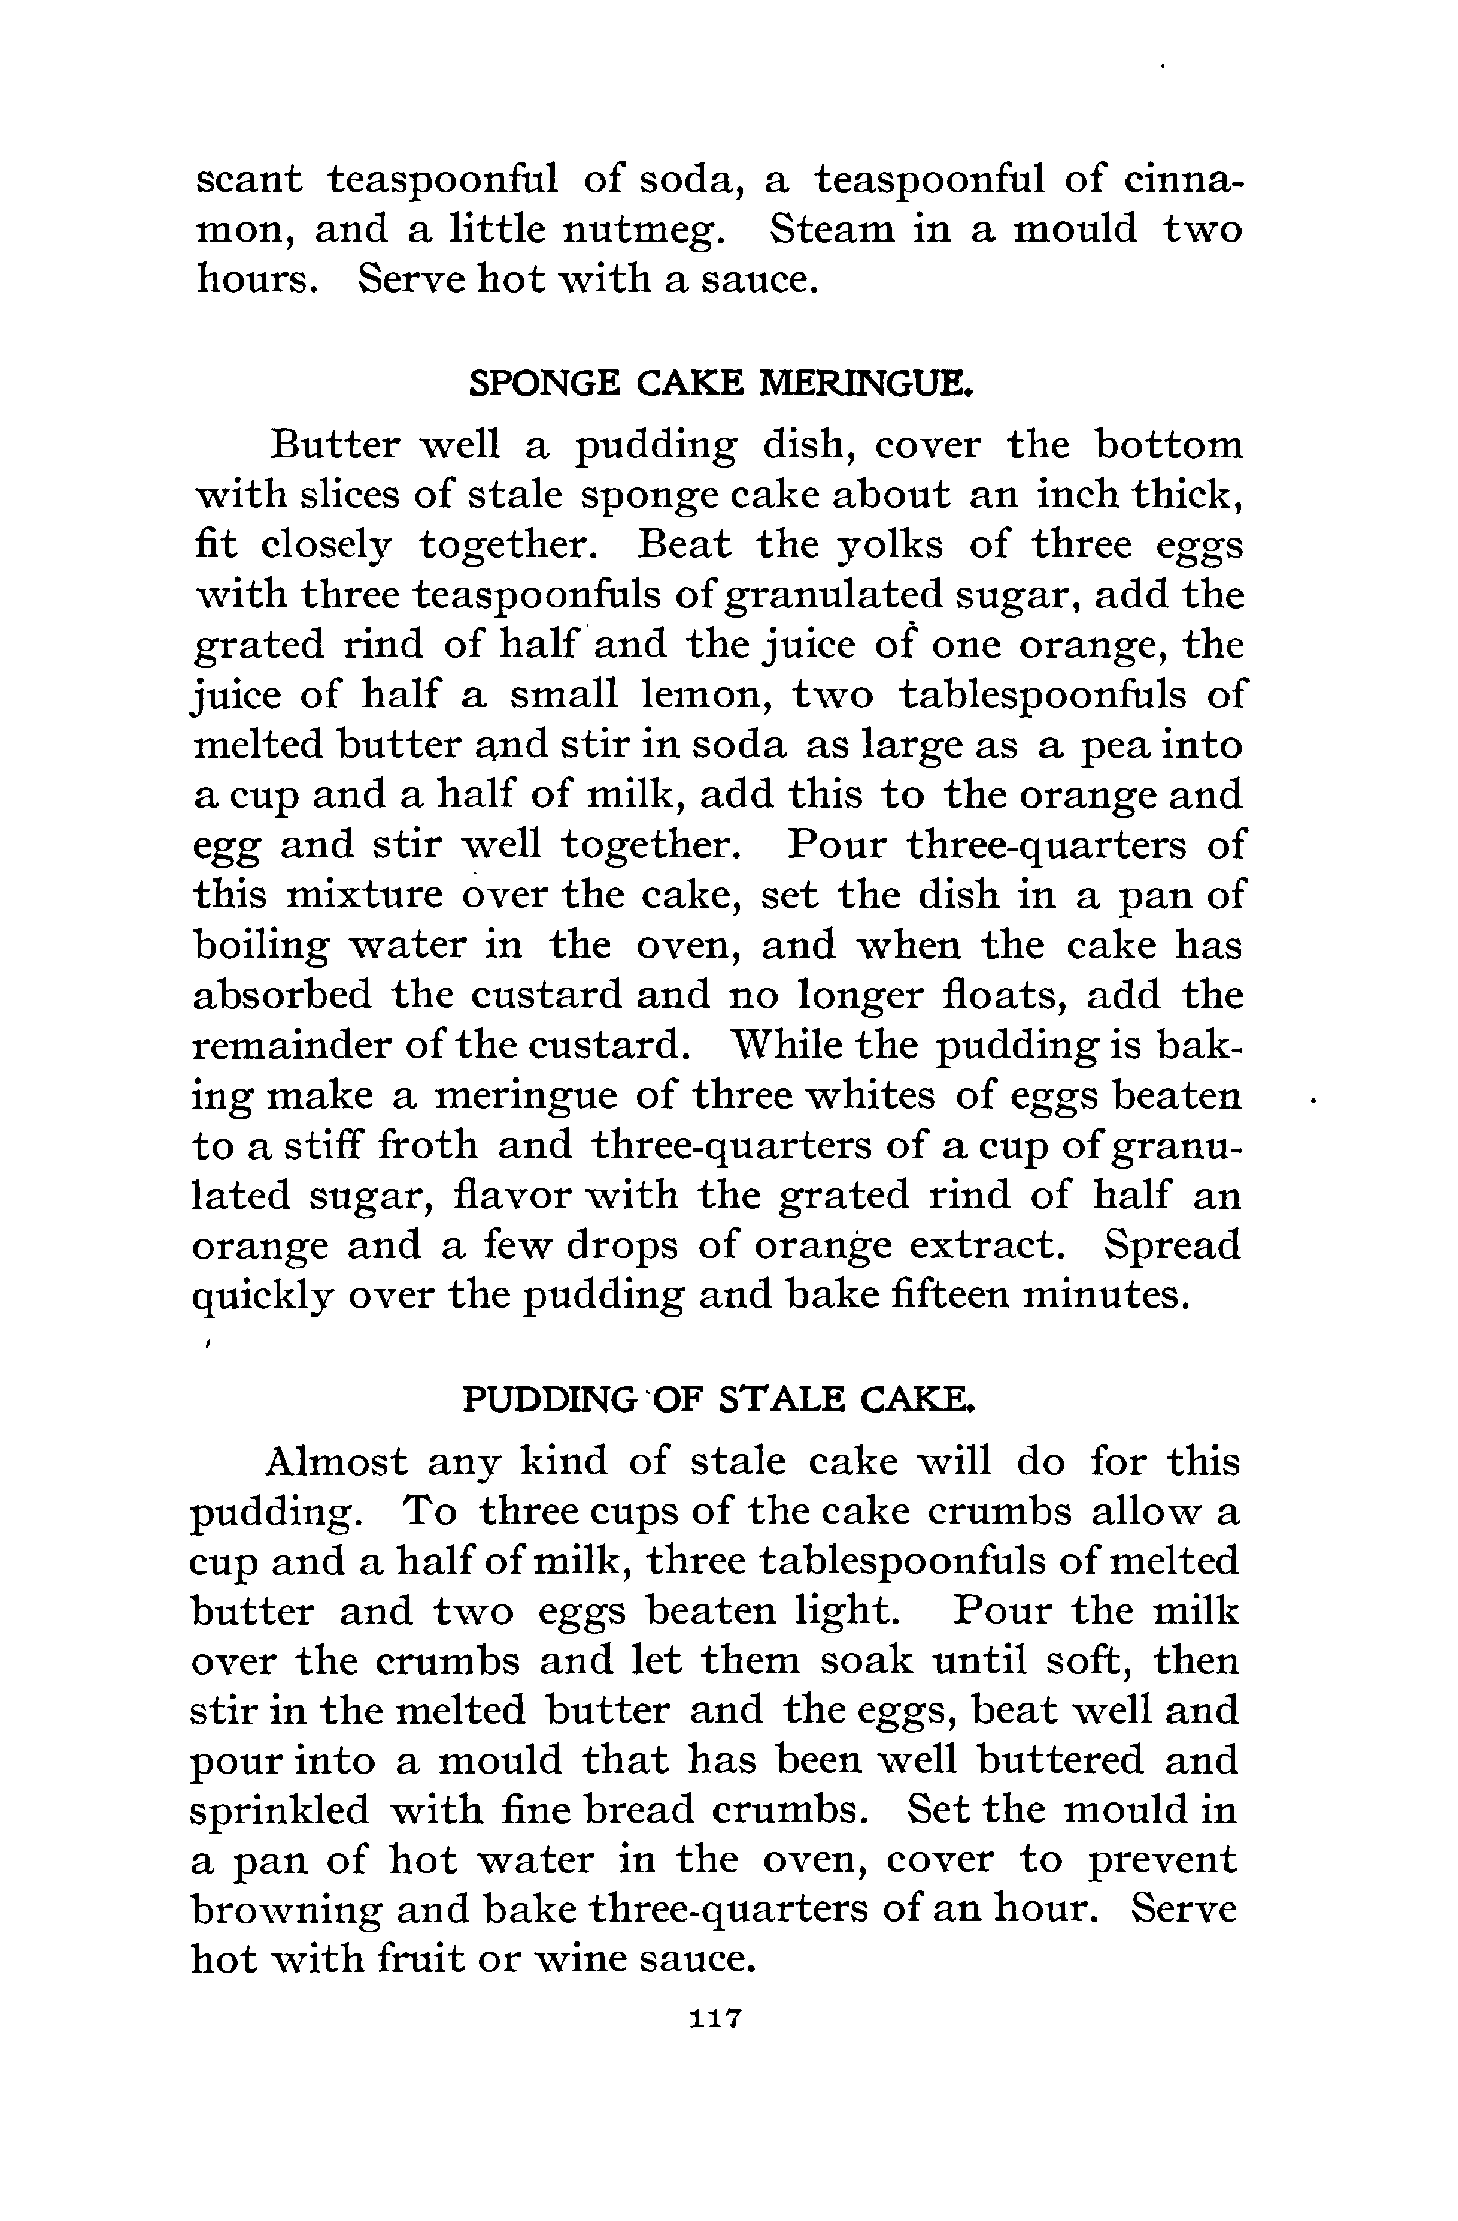 scant teaspoonful of soda, a teaspoonful of cinna-
mon, and a little nutmeg. Steam in a mould two
hours. Serve hot with a sauce.
SPONGE CAKE MERINGUE.
Butter well a pudding dish, cover the bottom
with slices of stale sponge cake about an inch thick,
fit closely together. Beat the yolks of three eggs
with three teaspoonfuls of granulated sugar, add the
grated rind of half and the juice of one orange, the
juice of half a small lemon, two tablespoonfuls of
melted butter and stir in soda as large as a pea into
a cup and a half of milk, add this to the orange and
egg and stir well together. Pour three-quarters of
this mixture over the cake, set the dish in a pan of
boiling water in the oven, and when the cake has
absorbed the custard and no longer floats, add the
remainder of the custard. While the pudding is bak-
ing make a meringue of three whites of eggs beaten
to a stiff froth and three-quarters of a cup of granu-
lated sugar, flavor with the grated rind of half an
orange and a few drops of orange extract. Spread
quickly over the pudding and bake fifteen minutes.
PUDDING OF STALE CAKE.
Almost any kind of stale cake will do for this
pudding. To three cups of the cake crumbs allow a
cup and a half of milk, three tablespoonfuls of melted
butter and two eggs beaten light. Pour the milk
over the crumbs and let them soak until soft, then
stir in the melted butter and the eggs, beat well and
pour into a mould that has been well buttered and
sprinkled with fine bread crumbs. Set the mould in
a pan of hot water in the oven, cover to prevent
browning and bake three-quarters of an hour. Serve
hot with fruit or wine sauce.
117